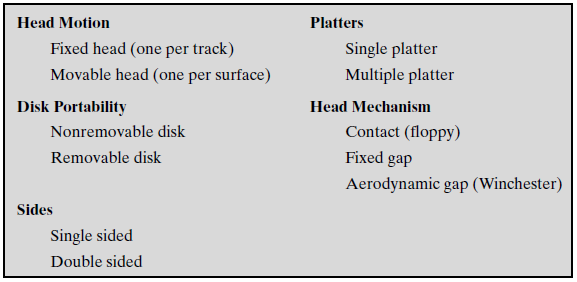 Head Motion
Fixed head (one per track)
Movable head (one per surface)
Disk Portability
Nonremovable disk
Removable disk
Sides
Single sided
Double sided
Platters
Single platter
Multiple platter
Head Mechanism
Contact (floppy)
Fixed gap
Aerodynamic gap (Winchester)